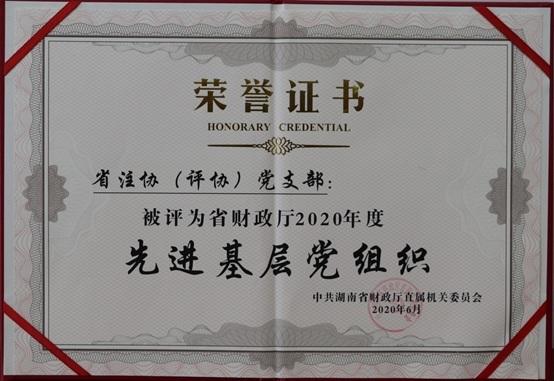 荣誉证书
HONORARY CREDENTIAL
省注协（评协）党支部：
被评为省财政厅2020年度
先进基层党组织
中共湖南省财政厅直属机关委员会
2020年6月